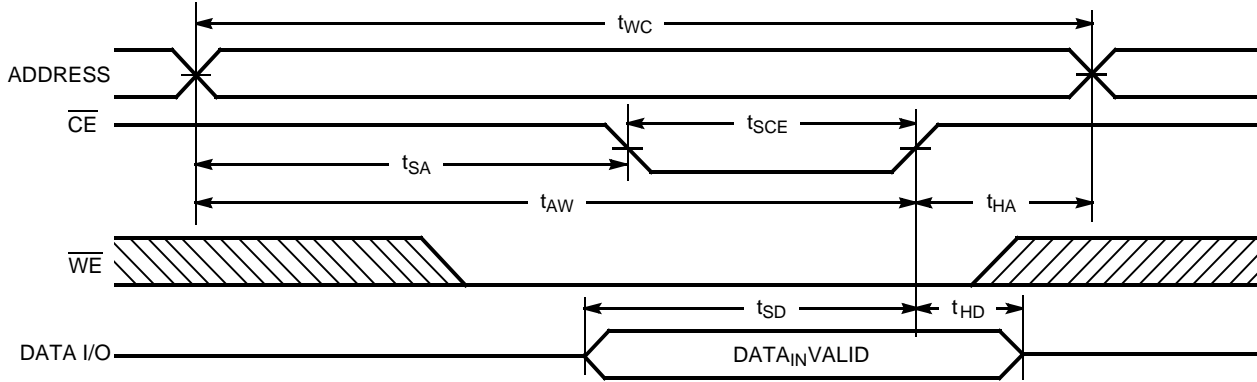 tWC
ADDRESS
CE
tSCE
tSA
tAW
tHA
WE
tSD
tHD
DATA I/O
DATAINVALID